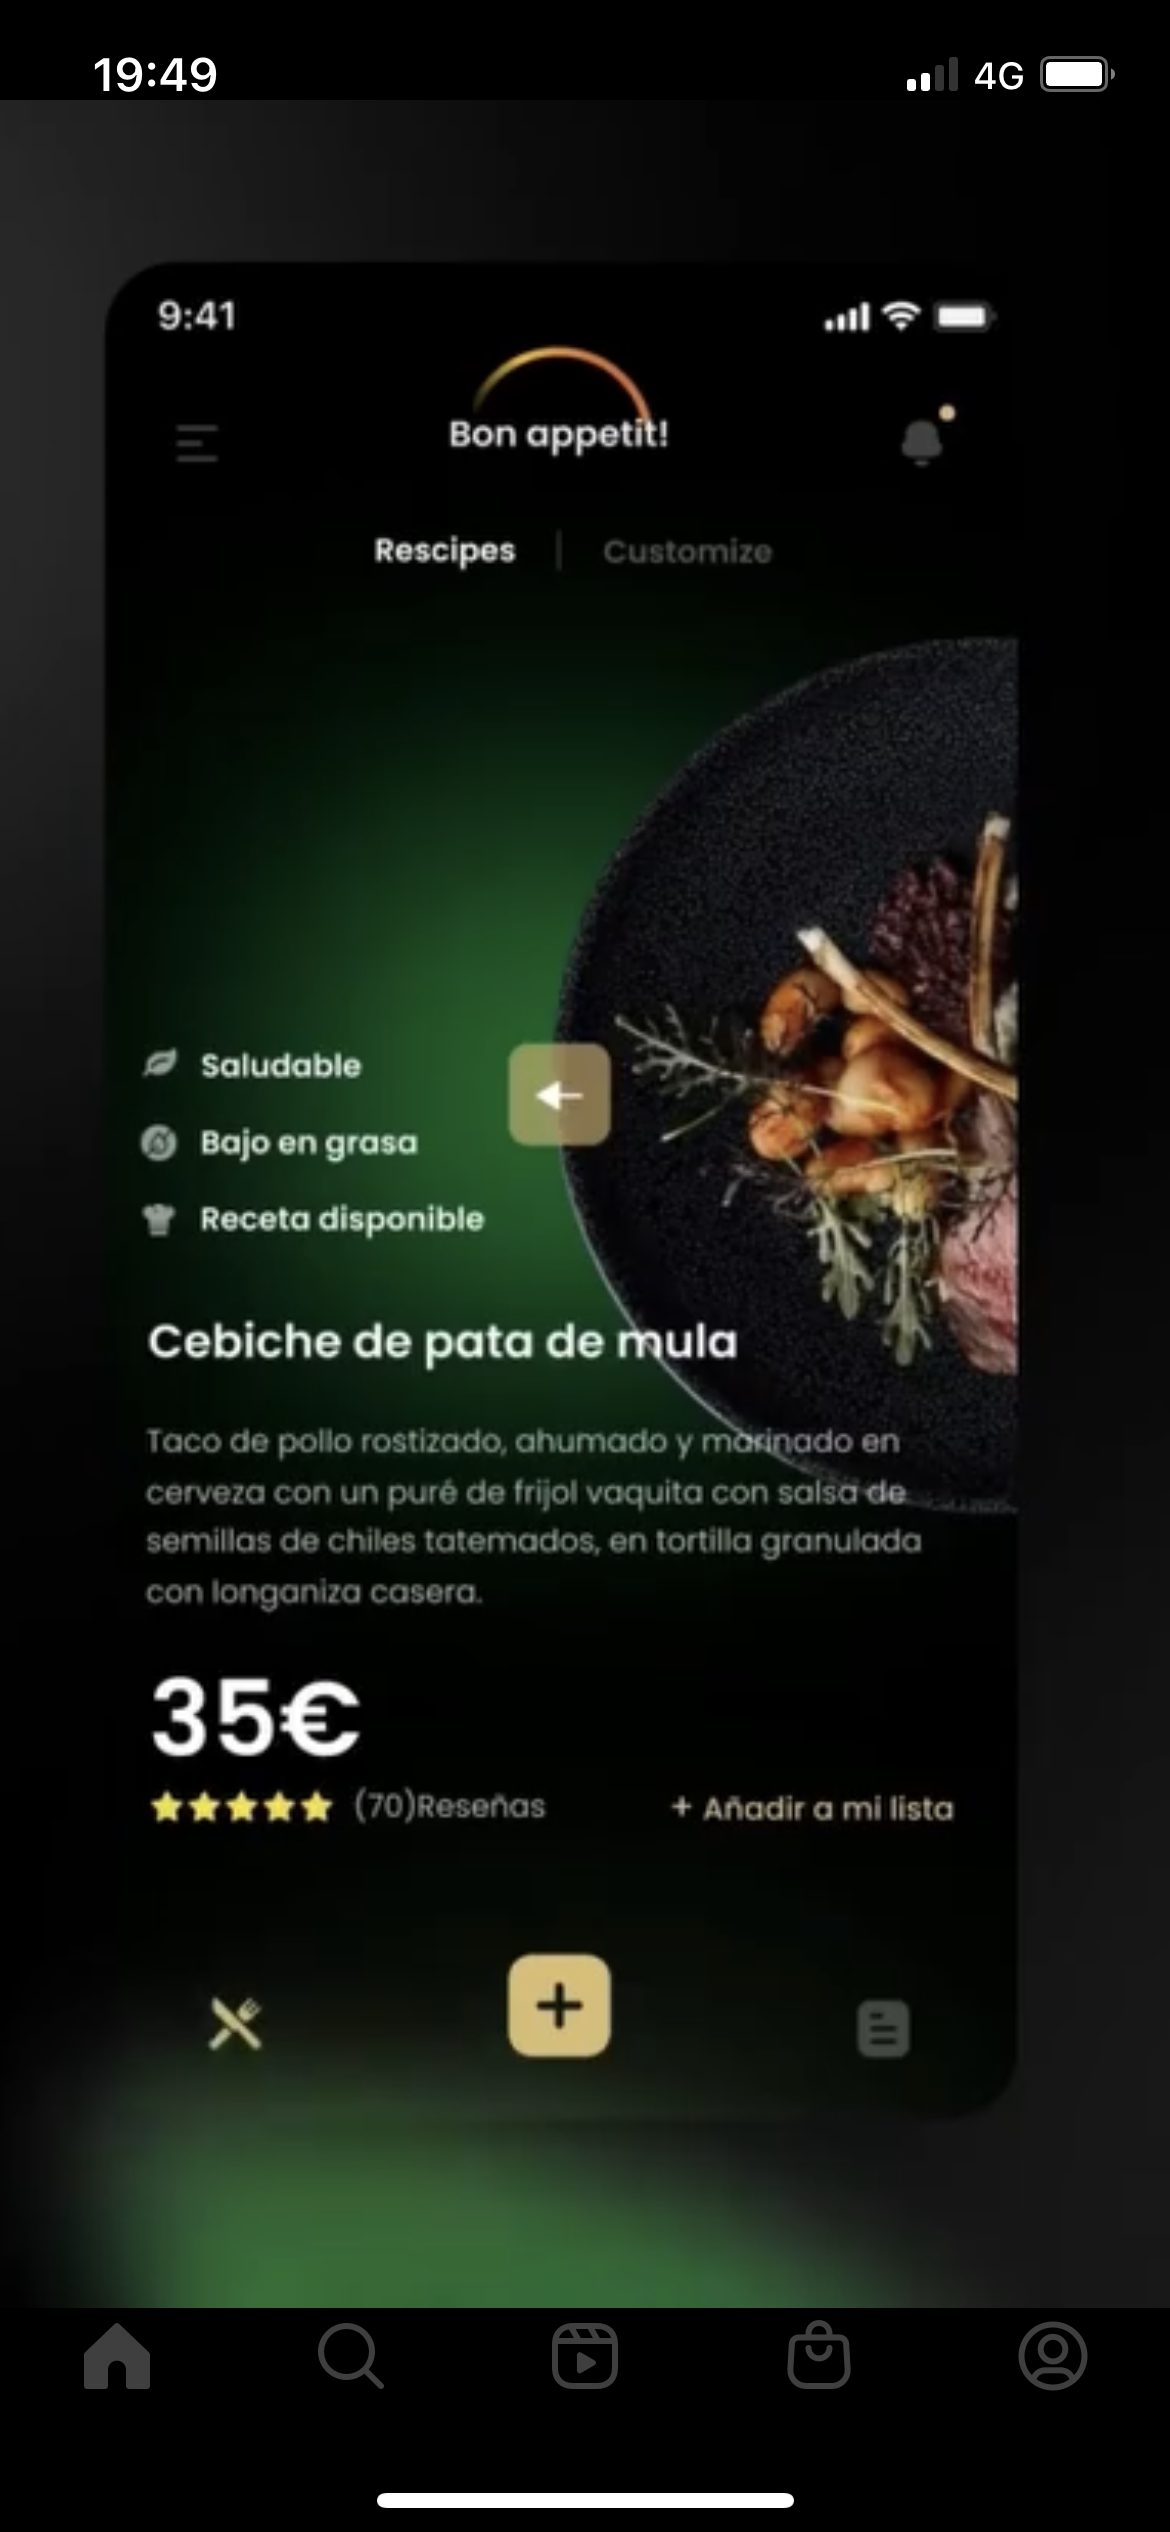 19:49
4G
9:41
Bon appetit!
Rescipes | Customize
Saludable
Bajo en grasa
Receta disponible
Cebiche de pata de mula
Taco de pollo rostizado, ahumado y marinado en
cerveza con un puré de frijol vaquita con salsa de
semillas de chiles tatemados, en tortilla granulada
con longaniza casera.
35€
(70)Reseñas
+ Añadir a mi lista